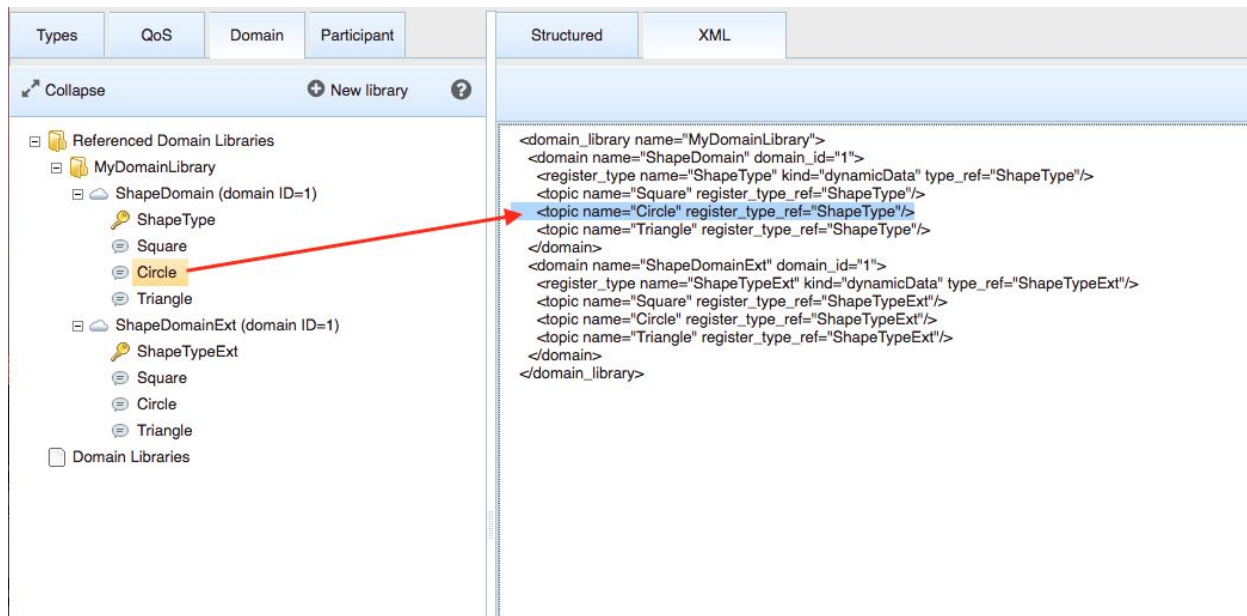 Types QoS Domain Participant
Collapse New library ?
Referenced Domain Libraries
MyDomainLibrary
ShapeDomain (domain ID=1)
ShapeType
Square
Circle
Triangle
ShapeDomainExt (domain ID=1)
ShapeTypeExt
Square
Circle
Triangle
Domain Libraries
Structured XML
<domain_library name="MyDomainLibrary">
<domain name="ShapeDomain" domain_id="1">
<register_type name="ShapeType" kind="dynamicData" type_ref="ShapeType"/>
<topic name="Square" register_type_ref="ShapeType"/>
<topic name="Circle" register_type_ref="ShapeType"/>
<topic name="Triangle" register_type_ref="ShapeType"/>
</domain>
<domain name="ShapeDomainExt" domain_id="1">
<register_type name="ShapeTypeExt" kind="dynamicData" type_ref="ShapeTypeExt"/>
<topic name="Square" register_type_ref="ShapeTypeExt"/>
<topic name="Circle" register_type_ref="ShapeTypeExt"/>
<topic name="Triangle" register_type_ref="ShapeTypeExt"/>
</domain>
</domain_library>